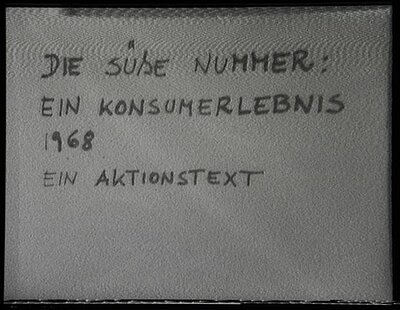 DIE SÜßE NUMMER:
EIN KONSUMERLEBNIS
1968
EIN AKTIONSTEXT